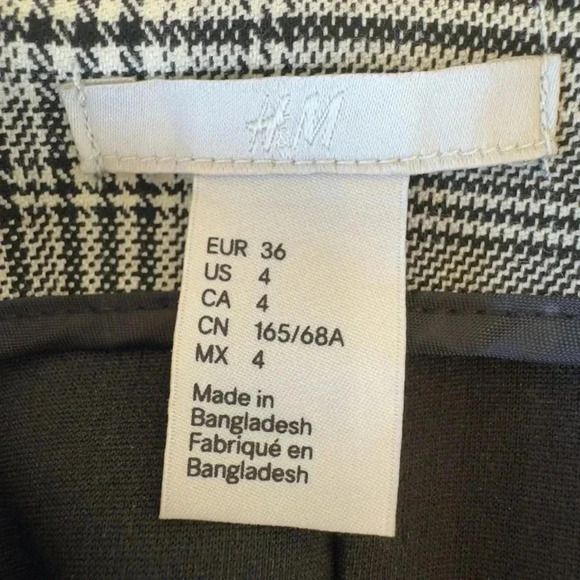 H&M
EUR 36
US 4
CA 4
CN 165/68A
MX 4
Made in
Bangladesh
Fabriqué en
Bangladesh